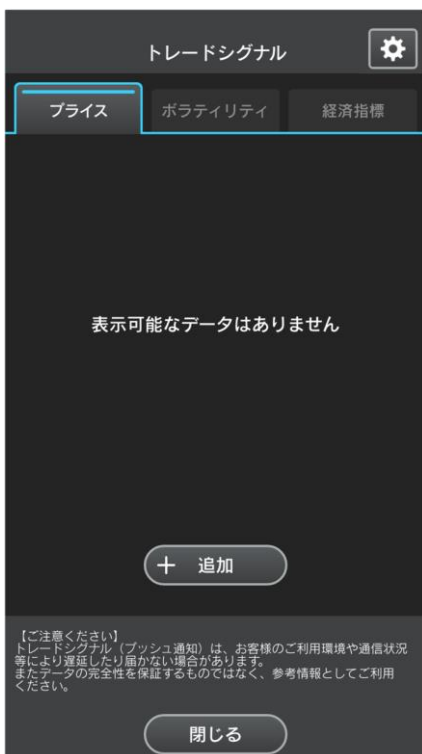 トレードシグナル
プライス
ボラティリティ
経済指標
表示可能なデータはありません
+ 追加
【ご注意ください】
トレードシグナル（プッシュ通知）は、お客様のご利用環境や通信状況
等により遅延したり届かない場合があります。
またデータの完全性を保証するものではなく、参考情報としてご利用
ください。
閉じる